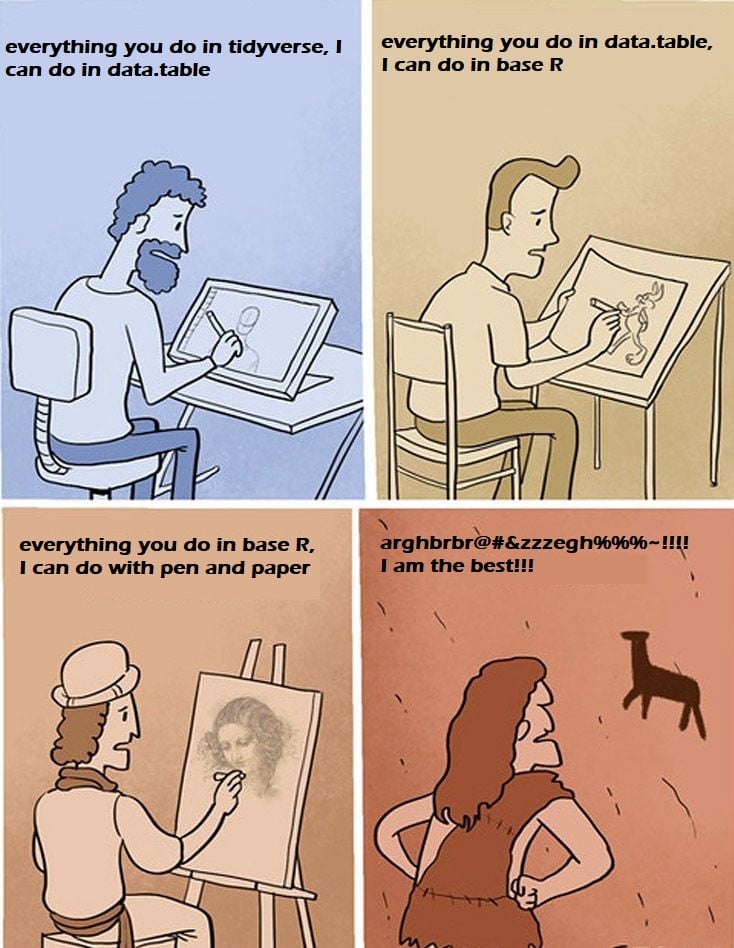 everything you do in tidyverse, I
can do in data.table
everything you do in data.table,
I can do in base R
everything you do in base R,
I can do with pen and paper
arghbrbr@#&zzzegh%%%~!!!!
I am the best!!!